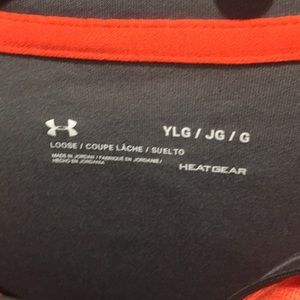 YLG / JG / G
LOOSE / COUPE LÂCHE / SUELTO
MADE IN JORDAN / FABRIQUÉ EN JORDANIE/
HECHO EN JORDANIA
HEATGEAR